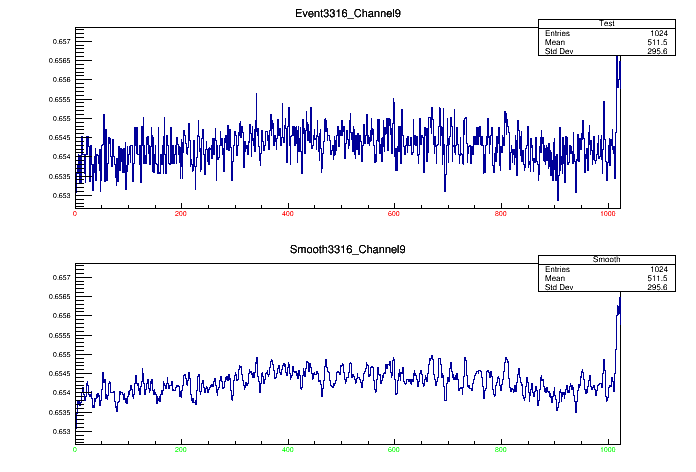 Event3316_Channel9
Test
Entries 1024
Mean 511.5
Std Dev 295.6
0.657
0.6565
0.656
0.6555
0.655
0.6545
0.654
0.6535
0.653
0 200 400 600 800 1000
Smooth3316_Channel9
Smooth
Entries 1024
Mean 511.5
Std Dev 295.6
0.657
0.6565
0.656
0.6555
0.655
0.6545
0.654
0.6535
0.653
0 200 400 600 800 1000